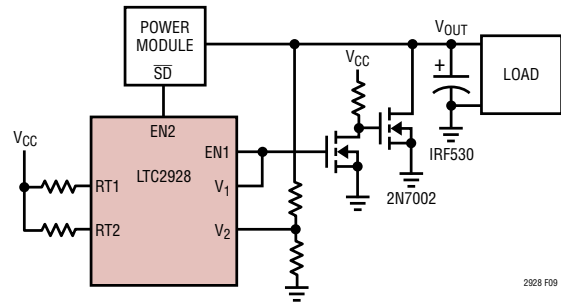 POWER
MODULE
SD
VOUT
VCC
+
LOAD
VCC
EN2
EN1
LTC2928
RT1
V1
RT2
V2
IRF530
2N7002
2928 F09